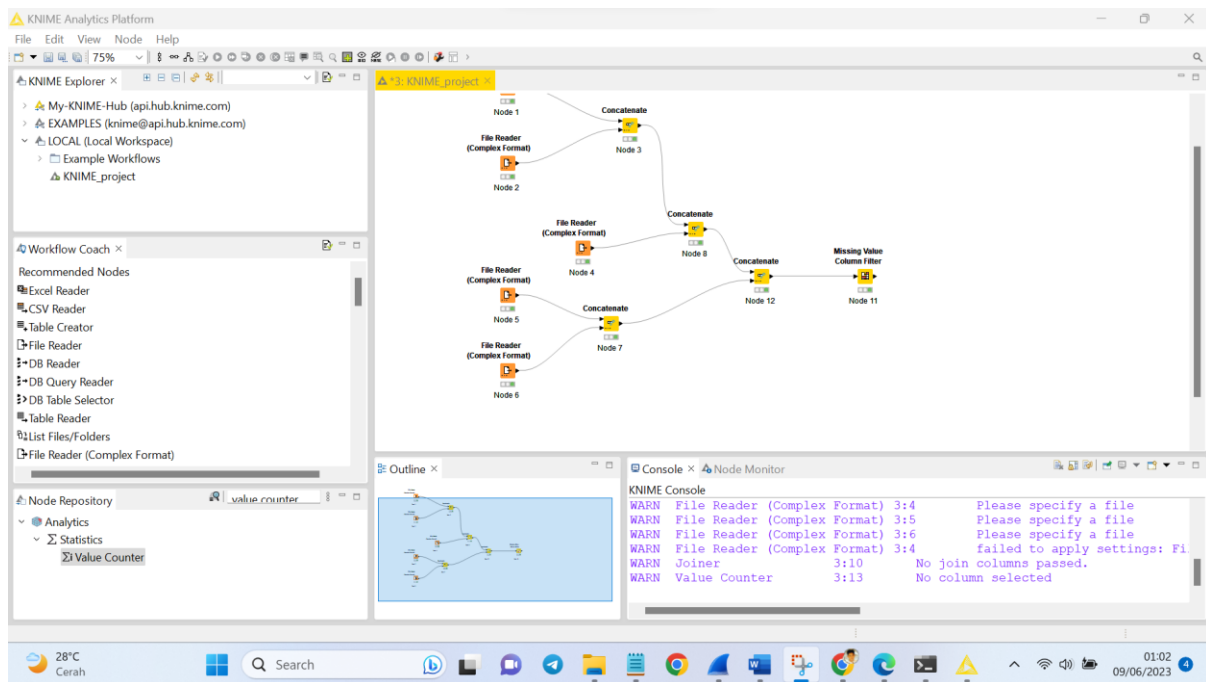 KNIME Analytics Platform
File Edit View Node Help
75%
KNIME Explorer
My-KNIME-Hub (api.hub.knime.com)
EXAMPLES (knime@api.hub.knime.com)
LOCAL (Local Workspace)
Example Workflows
KNIME_project
Workflow Coach
Recommended Nodes
Excel Reader
CSV Reader
Table Creator
File Reader
DB Reader
DB Query Reader
DB Table Selector
Table Reader
List Files/Folders
File Reader (Complex Format)
Node Repository
value counter
Analytics
Statistics
Value Counter
*3: KNIME_project
Node 1
Concatenate
Node 3
File Reader
(Complex Format)
Node 2
File Reader
(Complex Format)
Node 4
Concatenate
Node 8
File Reader
(Complex Format)
Node 5
Concatenate
Node 7
Concatenate
Node 12
Missing Value
Column Filter
Node 11
File Reader
(Complex Format)
Node 6
Outline
Console Node Monitor
KNIME Console
WARN File Reader (Complex Format) 3:4 Please specify a file
WARN File Reader (Complex Format) 3:5 Please specify a file
WARN File Reader (Complex Format) 3:6 Please specify a file
WARN File Reader (Complex Format) 3:4 failed to apply settings: Fi
WARN Joiner 3:10 No join columns passed.
WARN Value Counter 3:13 No column selected
28°C
Cerah
Search
01:02
09/06/2023
4